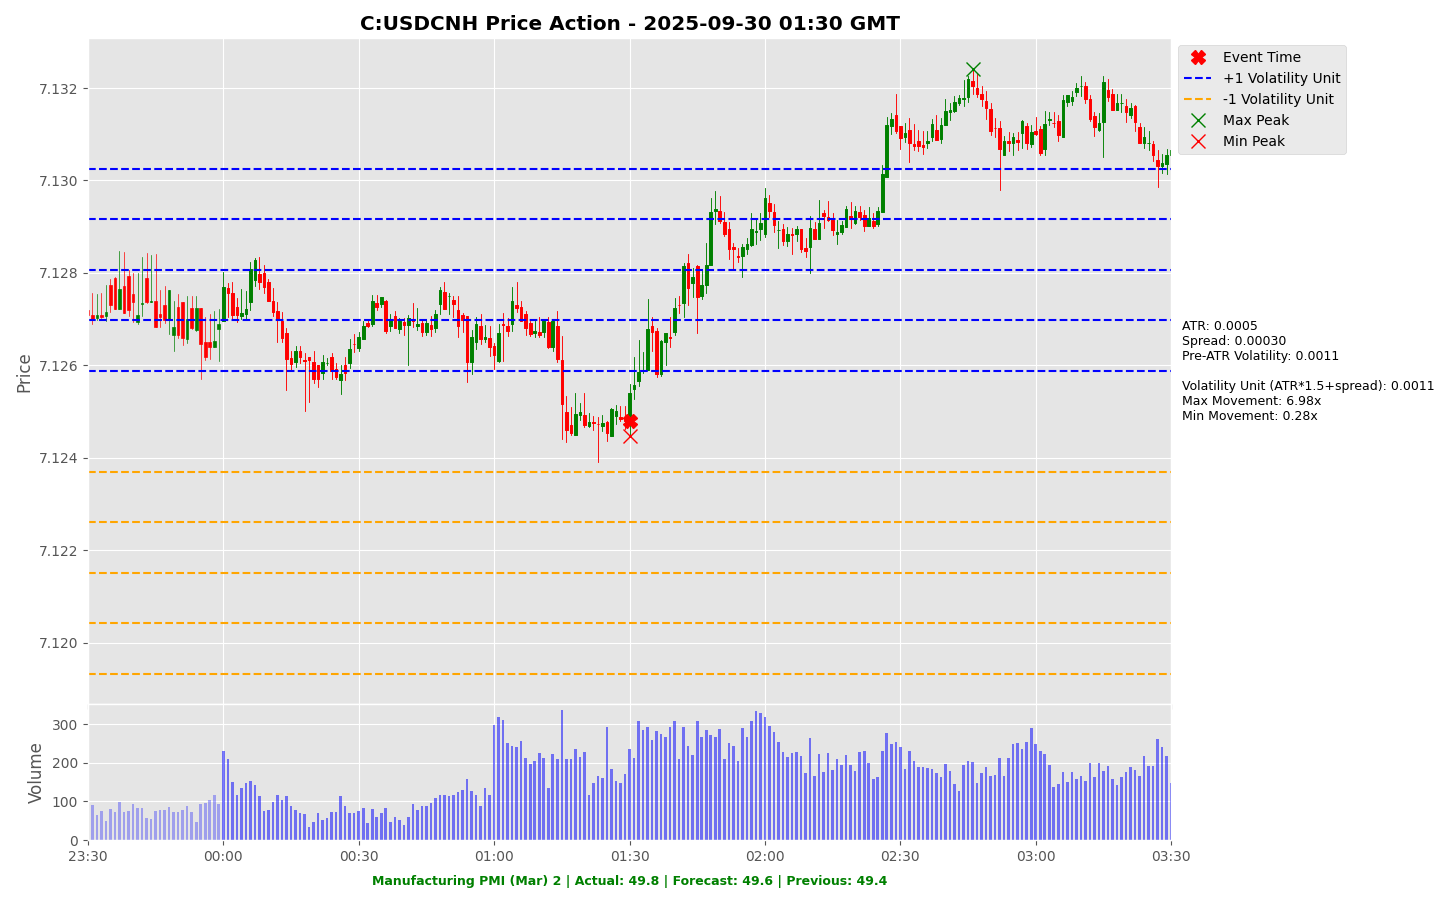 C:USDCNH Price Action - 2025-09-30 01:30 GMT
Event Time
+1 Volatility Unit
-1 Volatility Unit
Max Peak
Min Peak
Price
7.132
7.130
7.128
7.126
7.124
7.122
7.120
ATR: 0.0005
Spread: 0.00030
Pre-ATR Volatility: 0.0011
Volatility Unit (ATR*1.5+spread): 0.0011
Max Movement: 6.98x
Min Movement: 0.28x
Volume
300
200
100
0
23:30 00:00 00:30 01:00 01:30 02:00 02:30 03:00 03:30
Manufacturing PMI (Mar) 2 | Actual: 49.8 | Forecast: 49.6 | Previous: 49.4